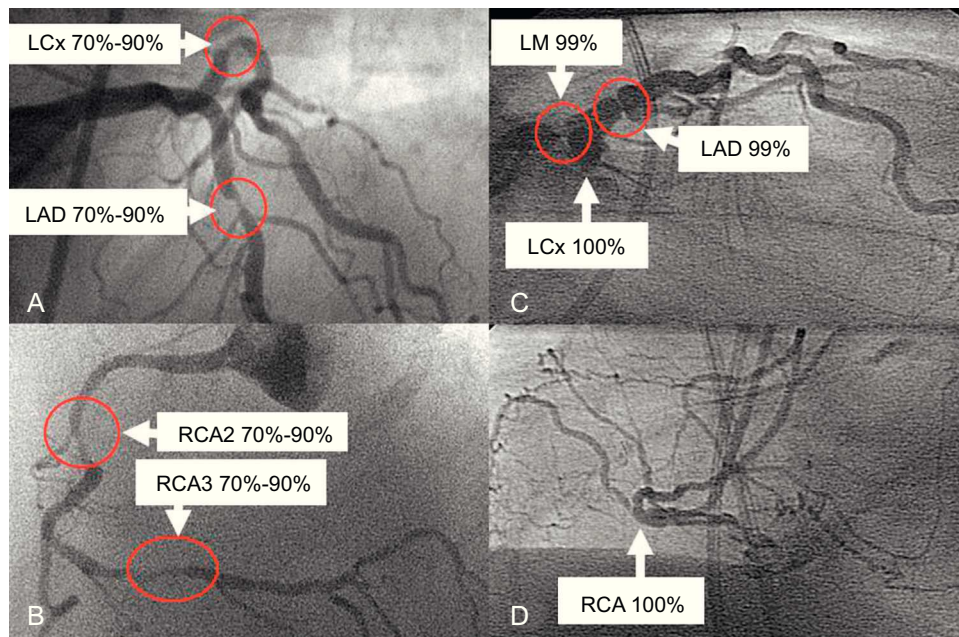 LCx 70%-90%
LAD 70%-90%
A
RCA2 70%-90%
RCA3 70%-90%
B
LM 99%
LAD 99%
LCx 100%
C
RCA 100%
D